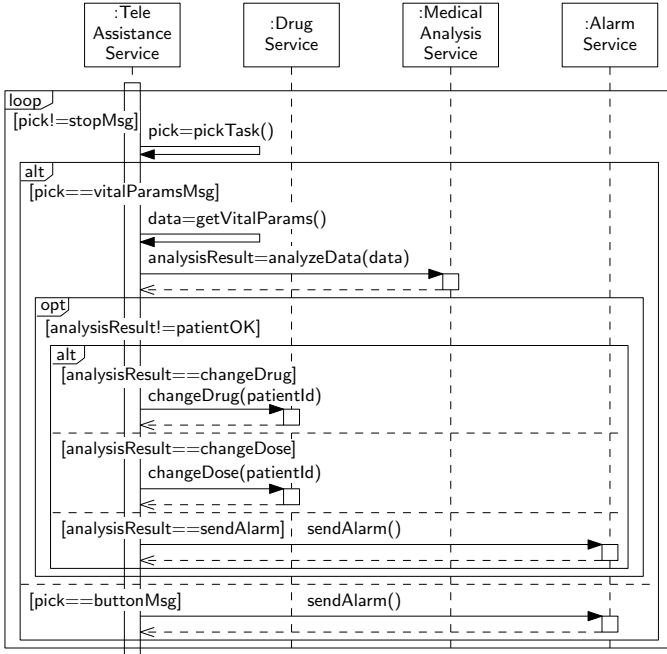 :Tele
Assistance
Service
:Drug
Service
:Medical
Analysis
Service
:Alarm
Service
loop
[pick!=stopMsg]
pick=pickTask()
alt
[pick==vitalParamsMsg]
data=getVitalParams()
analysisResult=analyzeData(data)
opt
[analysisResult!=patientOK]
alt
[analysisResult==changeDrug]
changeDrug(patientId)
[analysisResult==changeDose]
changeDose(patientId)
[analysisResult==sendAlarm] sendAlarm()
[pick==buttonMsg] sendAlarm()